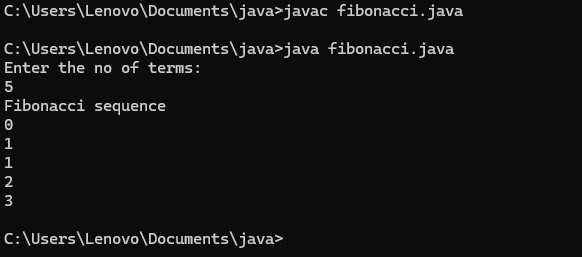 C:\Users\Lenovo\Documents\java>javac fibonacci.java
C:\Users\Lenovo\Documents\java>java fibonacci.java
Enter the no of terms:
5
Fibonacci sequence
0
1
1
2
3
C:\Users\Lenovo\Documents\java>